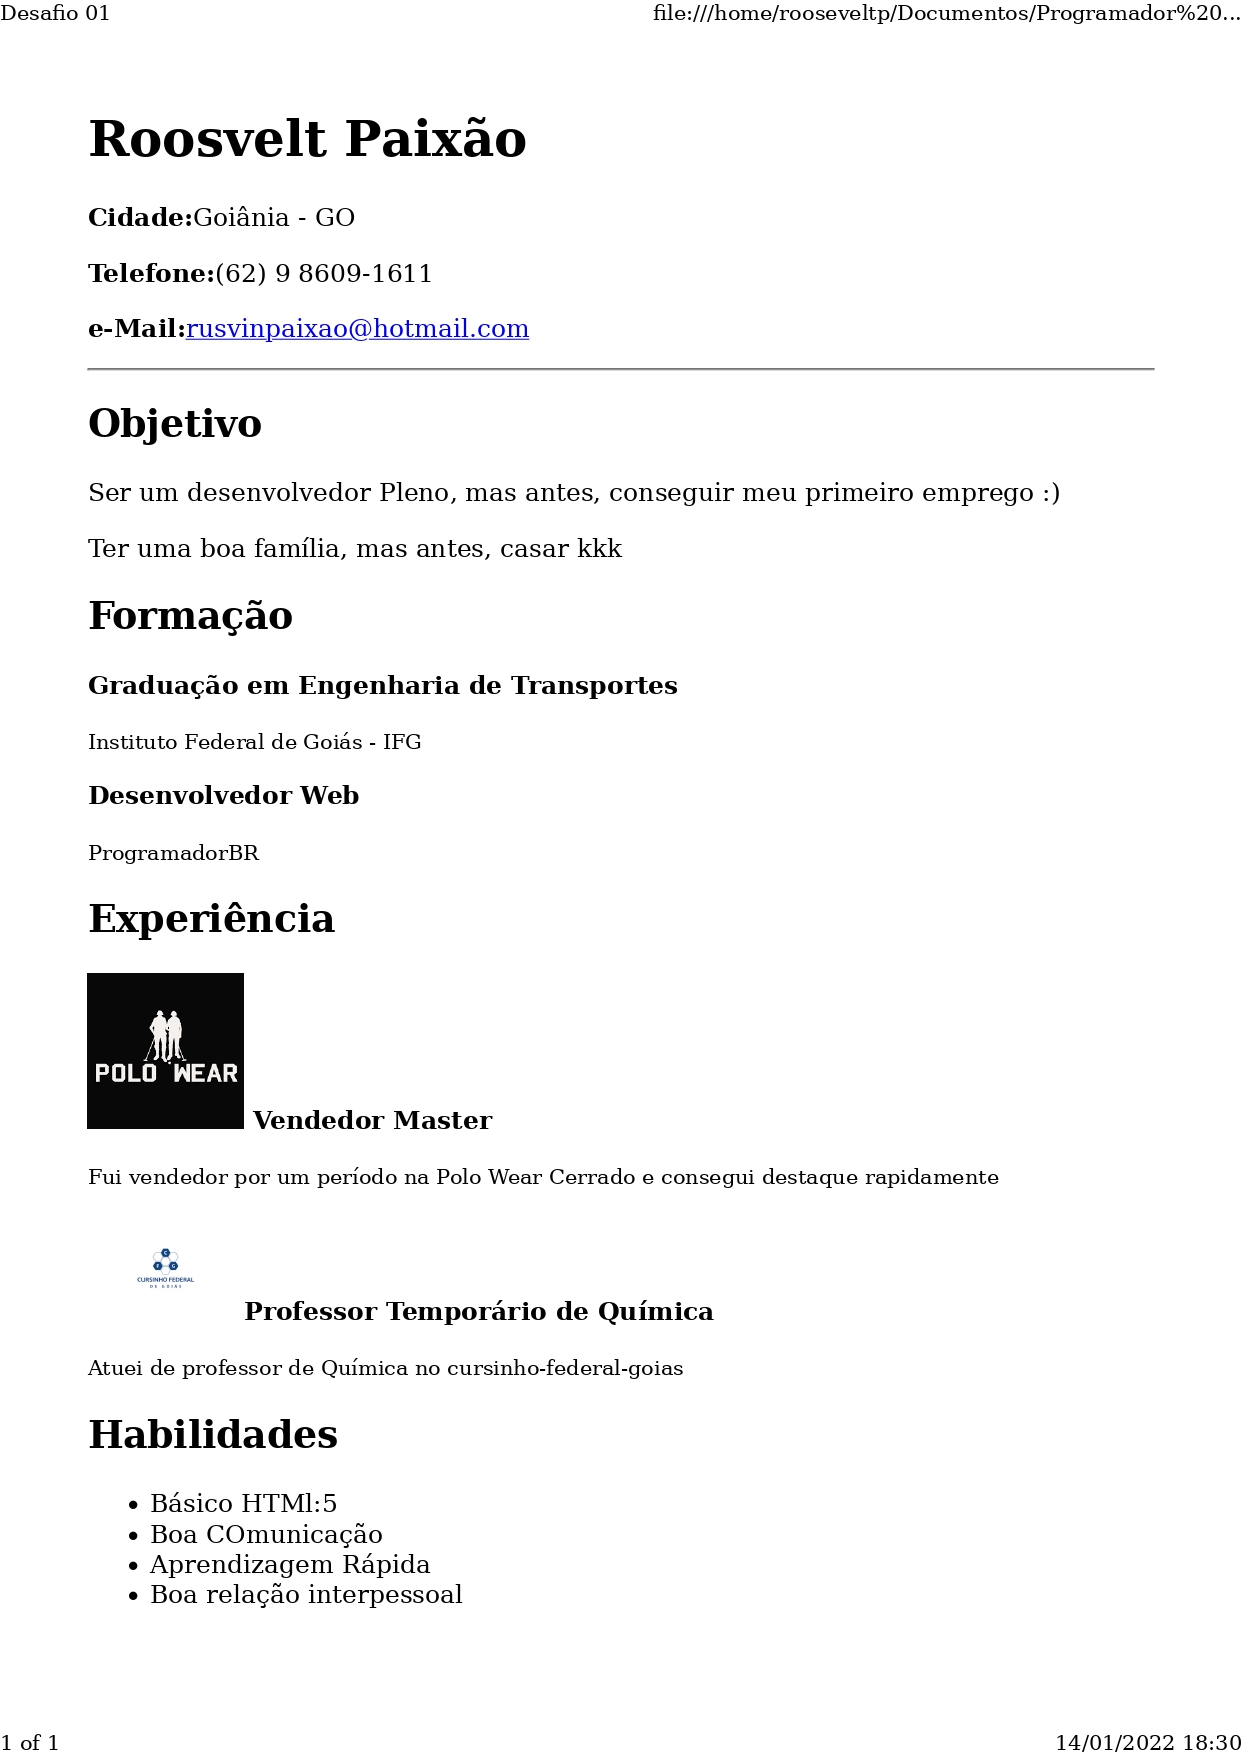 Desafio 01
file:///home/rooseveltp/Documentos/Programador%20...
Roosvelt Paixão
Cidade:Goiânia - GO
Telefone:(62) 9 8609-1611
e-Mail:rusvinpaixao@hotmail.com
Objetivo
Ser um desenvolvedor Pleno, mas antes, conseguir meu primeiro emprego :)
Ter uma boa família, mas antes, casar kkk
Formação
Graduação em Engenharia de Transportes
Instituto Federal de Goiás - IFG
Desenvolvedor Web
ProgramadorBR
Experiência
POLO WEAR
Vendedor Master
Fui vendedor por um período na Polo Wear Cerrado e consegui destaque rapidamente
C
F G
CURSINHO FEDERAL
DE GOIÁS
Professor Temporário de Química
Atuei de professor de Química no cursinho-federal-goias
Habilidades
• Básico HTMl:5
• Boa COmunicação
• Aprendizagem Rápida
• Boa relação interpessoal
1 of 1
14/01/2022 18:30